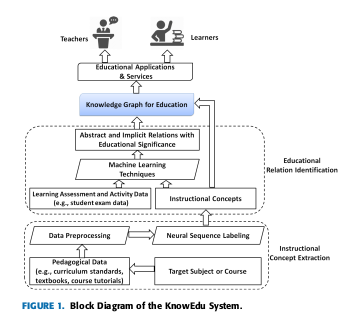 Teachers
Learners
Educational Applications
& Services
Knowledge Graph for Education
Abstract and Implicit Relations with
Educational Significance
Machine Learning
Techniques
Educational
Relation Identification
Learning Assessment and Activity Data
(e.g., student exam data)
Instructional Concepts
Data Preprocessing
Neural Sequence Labeling
Instructional
Concept Extraction
Pedagogical Data
(e.g., curriculum standards,
textbooks, course tutorials)
Target Subject or Course
FIGURE 1. Block Diagram of the KnowEdu System.